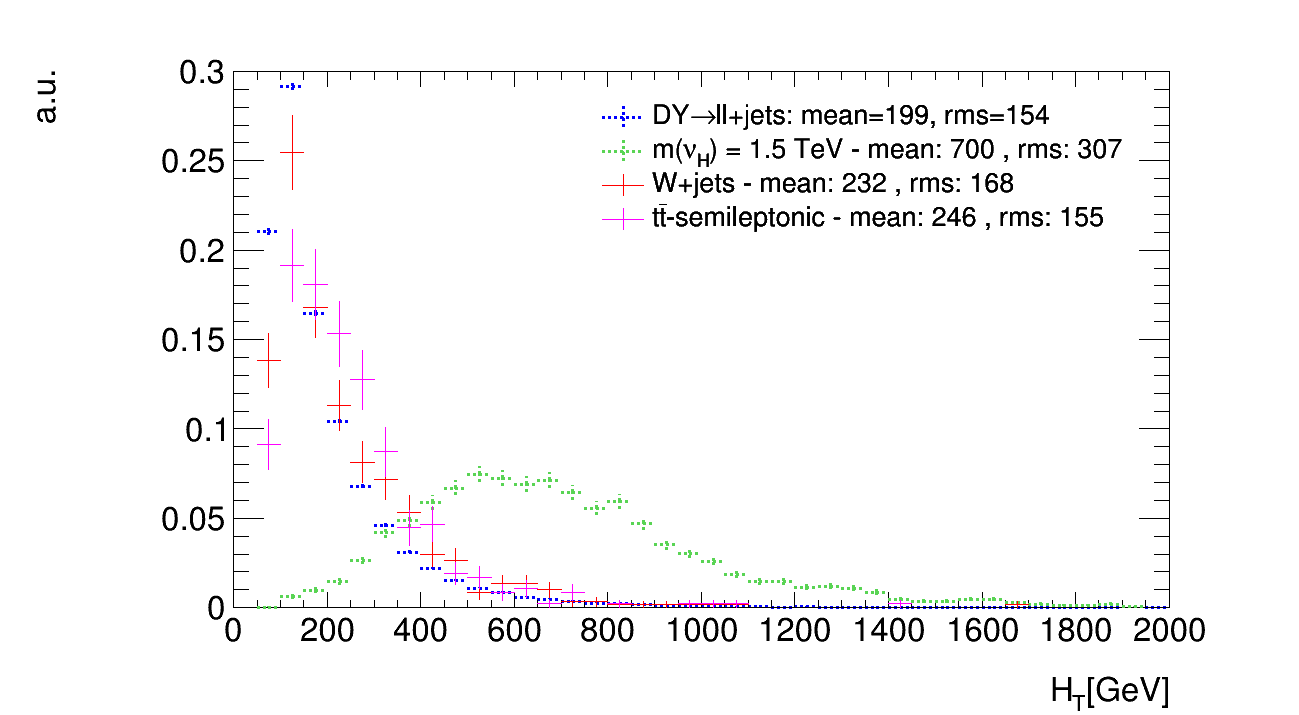 a.u.
0.3
0.25
0.2
0.15
0.1
0.05
0
DY→ll+jets: mean=199, rms=154
m(ν_H) = 1.5 TeV - mean: 700 , rms: 307
W+jets - mean: 232 , rms: 168
tt̄-semileptonic - mean: 246 , rms: 155
0 200 400 600 800 1000 1200 1400 1600 1800 2000
H_T[GeV]